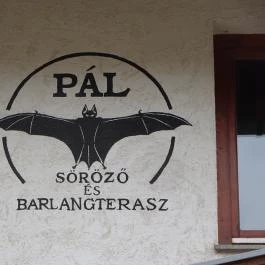 PÁL
SÖRÖZŐ
ÉS
BARLANGTERASZ